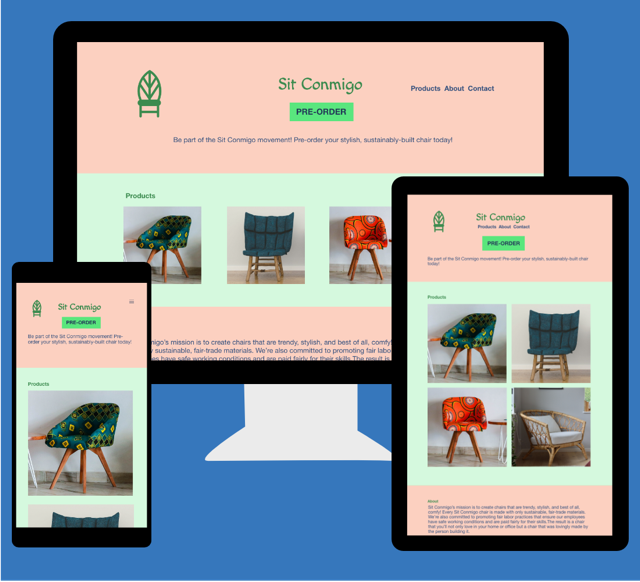 Sit Conmigo
Products About Contact
PRE-ORDER
Be part of the Sit Conmigo movement! Pre-order your stylish, sustainably-built chair today!
Products
migo's mission is to create chairs that are trendy, stylish, and best of all, comfy!
sustainable, fair-trade materials. We're also committed to promoting fair labo
have safe working conditions and are paid fairly for their skills.The result is
Sit Conmigo
PRE-ORDER
Be part of the Sit Conmigo movement! Pre-
order your stylish, sustainably-built chair today!
Products
Sit Conmigo
Products About Contact
PRE-ORDER
Be part of the Sit Conmigo movement! Pre-order your stylish, sustainably-built chair
today!
Products
About
Sit Conmigo's mission is to create chairs that are trendy, stylish, and best of all,
comfy! Every Sit Conmigo chair is made with only sustainable, fair-trade materials.
We're also committed to promoting fair labor practices that ensure our employees
have safe working conditions and are paid fairly for their skills.The result is a chair
that you'll not only love in your home or office but a chair that was lovingly made by
the person building it.